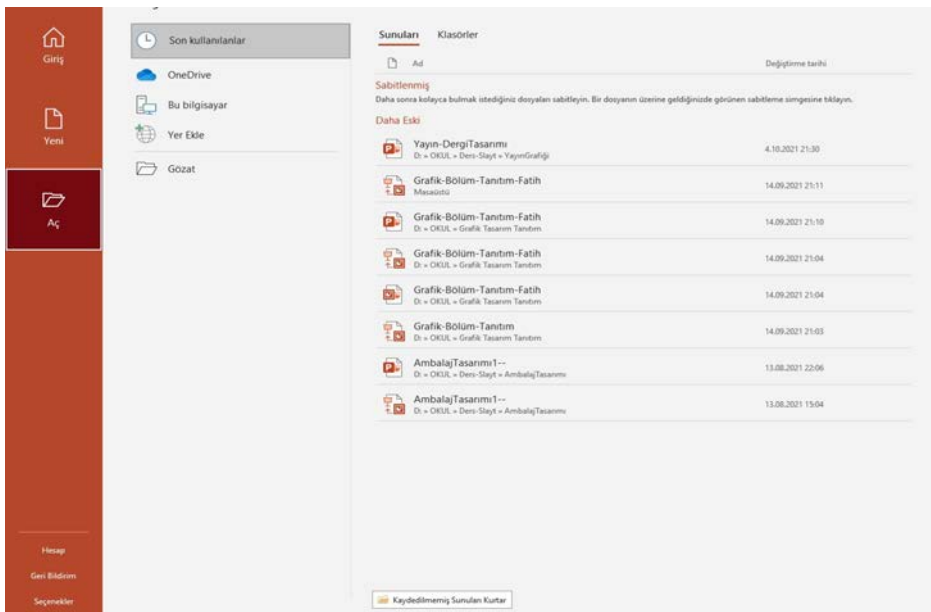 Giriş
Yeni
Aç
Hesap
Geri Bildirim
Seçenekler
Son kullanılanlar
OneDrive
Bu bilgisayar
Yer Ekle
Gözat
Sunuları Klasörler
Ad Değiştirme tarihi
Sabitlenmiş
Daha sonra kolayca bulmak istediğiniz dosyaları sabitleyin. Bir dosyanın üzerine geldiğinizde görünen sabitleme simgesine tıklayın.
Daha Eski
Yayın-DergiTasarımı 4.10.2021 21:30
D: » OKUL » Ders-Slayt » YayınGrafiği
Grafik-Bölüm-Tanıtım-Fatih 14.09.2021 21:11
Masaüstü
Grafik-Bölüm-Tanıtım-Fatih 14.09.2021 21:10
D: » OKUL » Grafik Tasarım Tanıtım
Grafik-Bölüm-Tanıtım-Fatih 14.09.2021 21:04
D: » OKUL » Grafik Tasarım Tanıtım
Grafik-Bölüm-Tanıtım-Fatih 14.09.2021 21:04
D: » OKUL » Grafik Tasarım Tanıtım
Grafik-Bölüm-Tanıtım 14.09.2021 21:03
D: » OKUL » Grafik Tasarım Tanıtım
AmbalajTasarımı1-- 13.08.2021 22:06
D: » OKUL » Ders-Slayt » AmbalajTasarımı
AmbalajTasarımı1-- 13.08.2021 15:04
D: » OKUL » Ders-Slayt » AmbalajTasarımı
Kaydedilmemiş Sunuları Kurtar